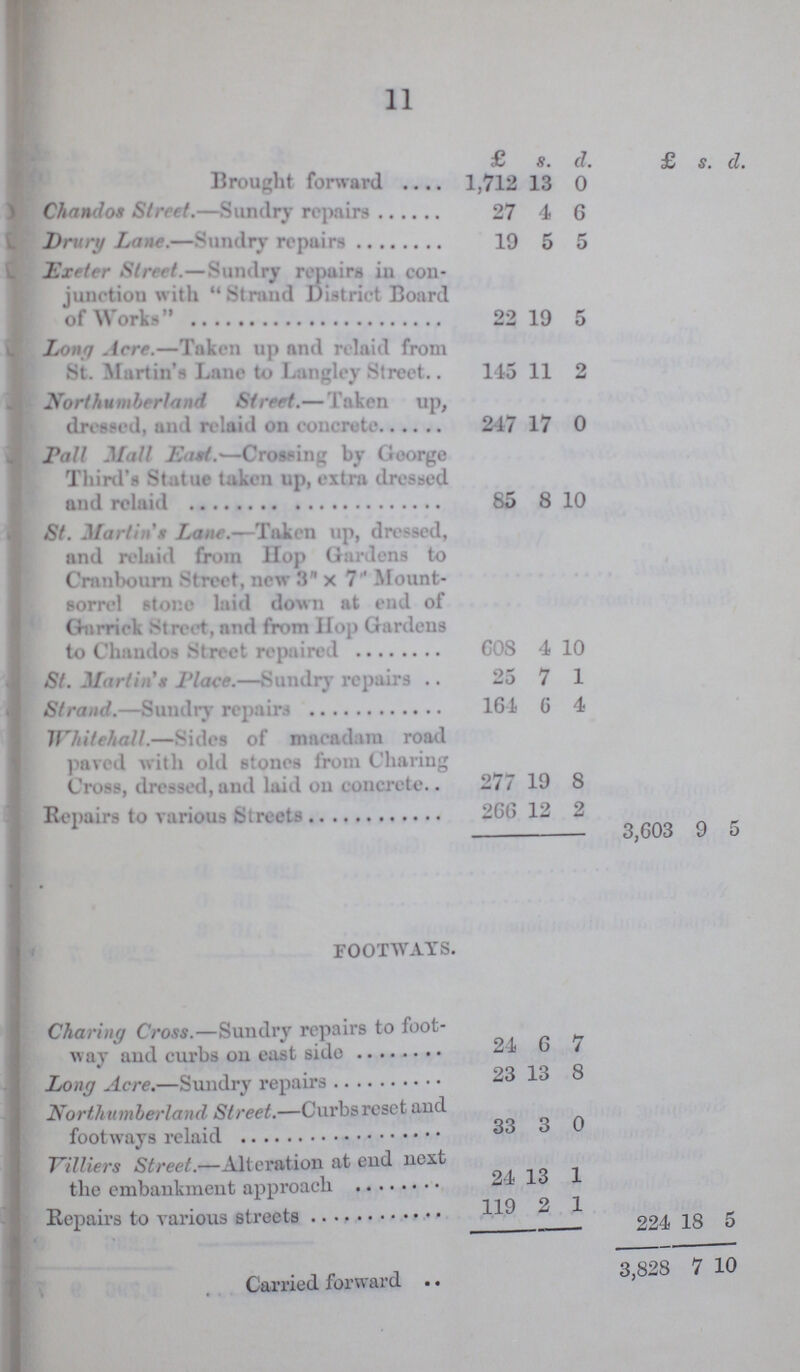 11
£ s. d. £ s. d.
Brought forward .... 1,712 13 0
Chandos Street.—Sundry repairs ...... 27 4 6
Drury Lane.—Sundry repairs ........ 19 5 5
Exeter Street.—Sundry repairs in con-
junction with "Strand District Board
of Works" ...................... 22 19 5
Long Acre.—Taken up and relaid from
St. Martin's Lane to Langley Street.. 145 11 2
Northumberland Street.—Taken up,
dressed, and relaid on concrete...... 247 17 0
Pall Mall East.—Crossing by George
Third's Statue taken up, extra dressed
and relaid ...................... 85 8 10
St. Martin's Lane.—Taken up, dressed,
and relaid from Hop Gardens to
Cranbourn Street, new 3" x 7" Mount-
sorrel stone laid down at end of
Garrick Street, and from Hop Gardens
to Chandos Street repaired ........ 608 4 10
St. Martin's Place.—Sundry repairs .. 25 7 1
Strand.—Sundry repairs ............ 164 6 4
Whitehall.—Sides of macadam road
paved with old stones from Charing
Cross, dressed, and laid on concrete.. 277 19 8
Repairs to various Streets ............ 266 12 2
3,603 9 5
FOOTWAYS.
Charing Cross.—Sundry repairs to foot-
way and curbs on east side ........ 24 6 7
Long Acre.—Sundry repairs .......... 23 13 8
Northumberland Street.—Curbs reset and
footways relaid .................. 33 3 0
Villiers Street.—Alteration at end next
the embankment approach ........ 24 13 1
Repairs to various streets ............ 119 2 1
224 18 5
Carried forward .. 3,828 7 10